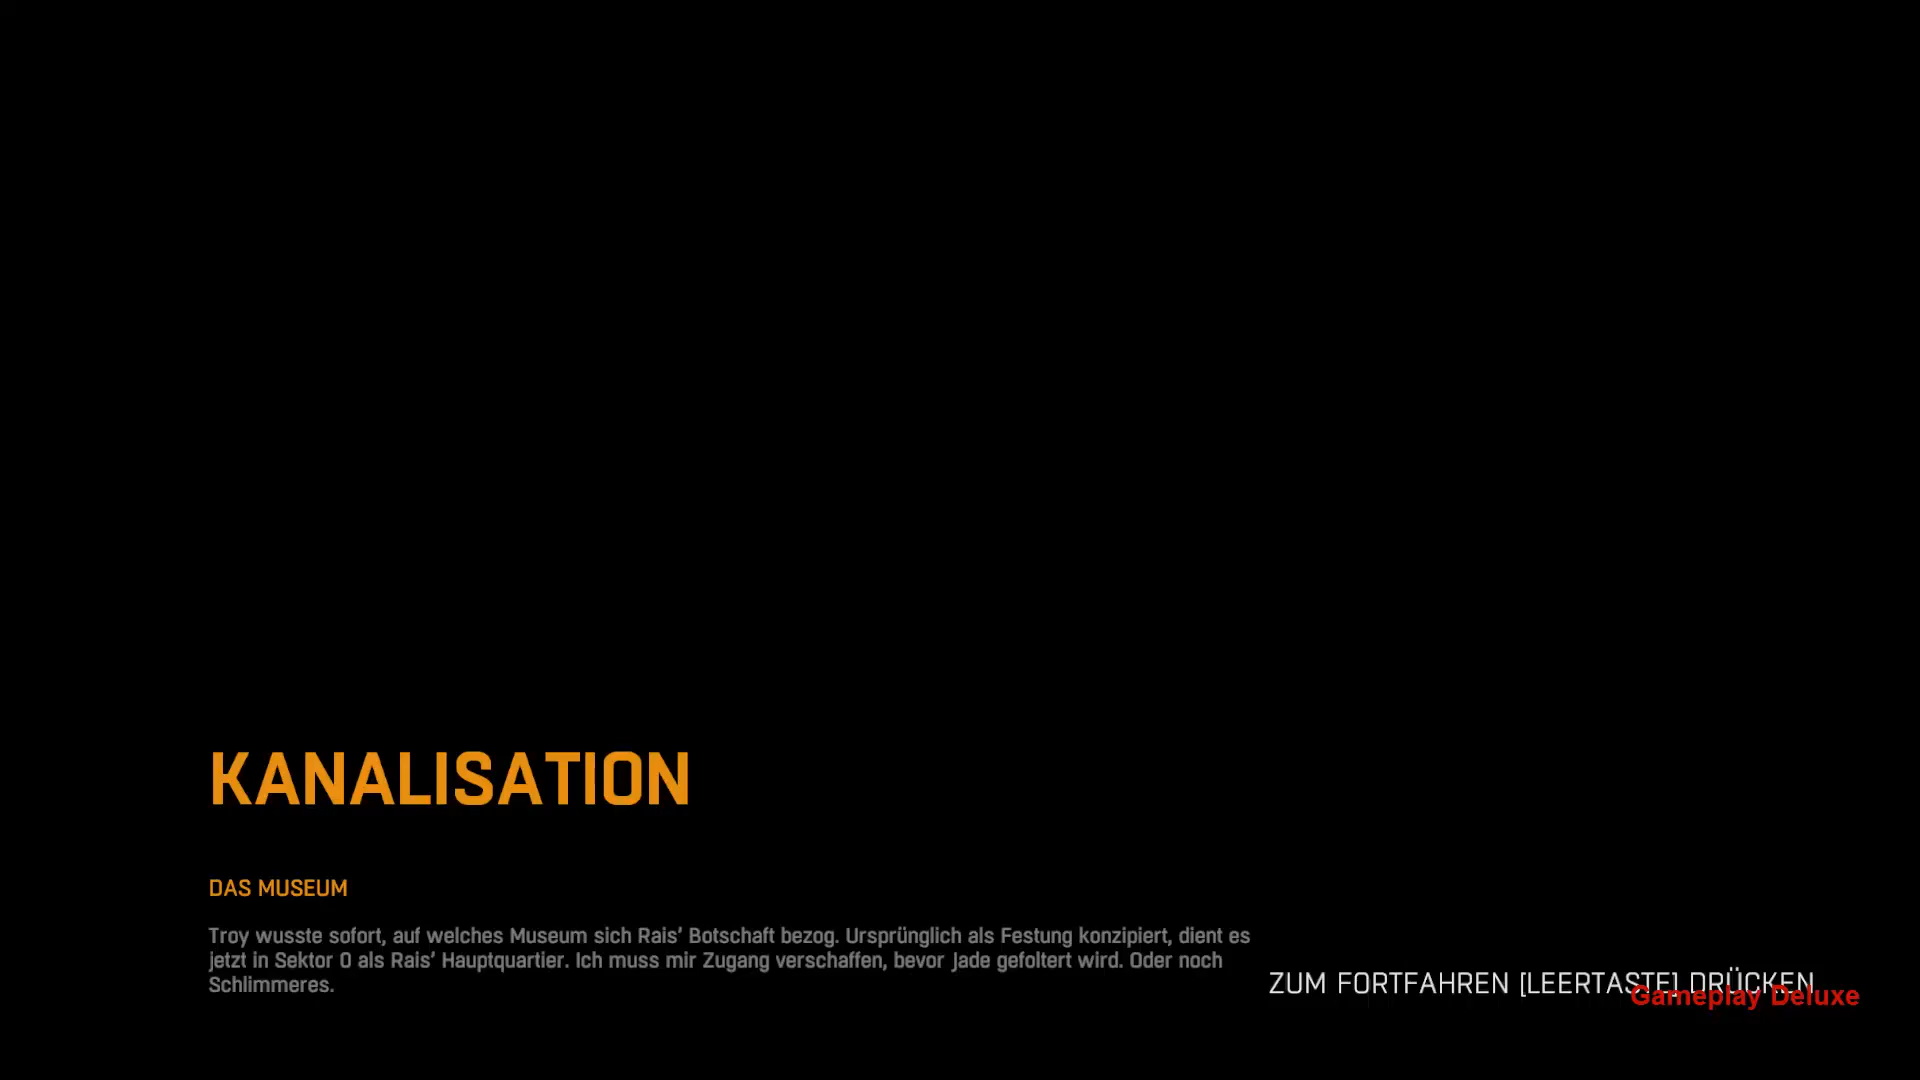 KANALISATION
DAS MUSEUM
Troy wusste sofort, auf welches Museum sich Rais’ Botschaft bezog. Ursprünglich als Festung konzipiert, dient es
jetzt in Sektor 0 als Rais’ Hauptquartier. Ich muss mir Zugang verschaffen, bevor Jade gefoltert wird. Oder noch
Schlimmeres.
ZUM FORTFAHREN [LEERTASTE] DRÜCKEN
Gameplay Deluxe